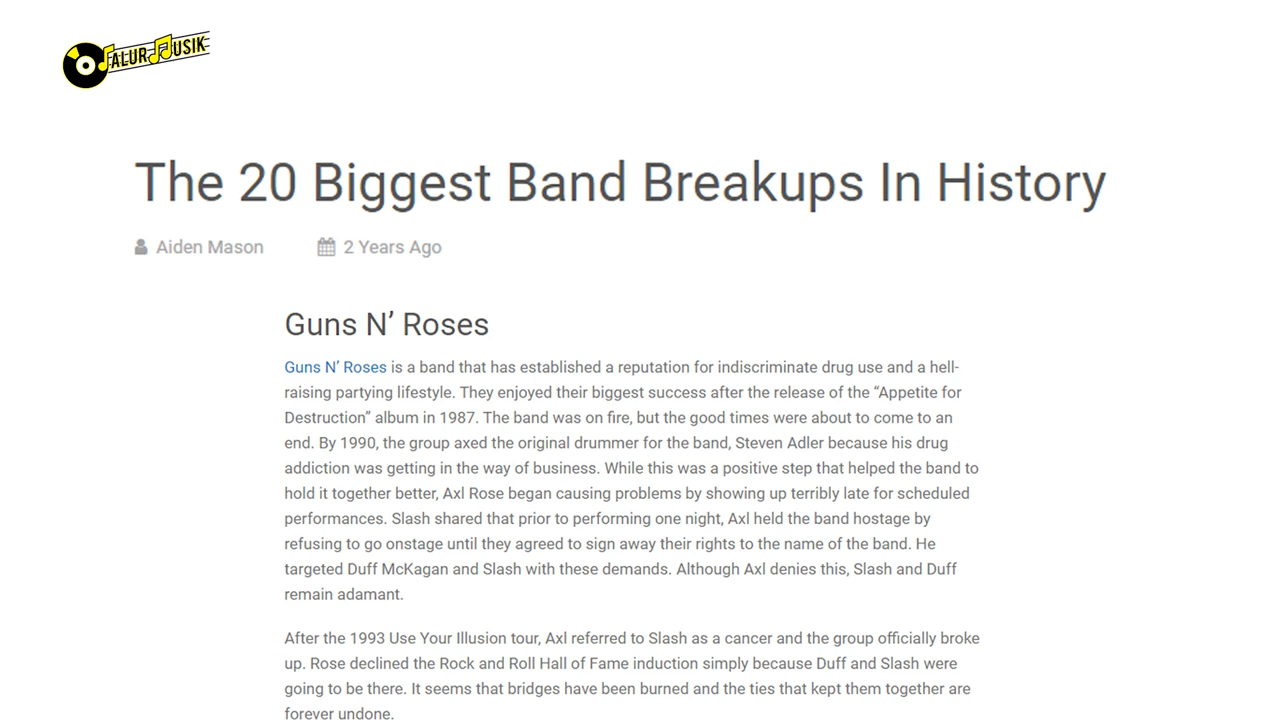 ALUR MUSIK
The 20 Biggest Band Breakups In History
Aiden Mason 2 Years Ago
Guns N’ Roses
Guns N’ Roses is a band that has established a reputation for indiscriminate drug use and a hell-
raising partying lifestyle. They enjoyed their biggest success after the release of the “Appetite for
Destruction” album in 1987. The band was on fire, but the good times were about to come to an
end. By 1990, the group axed the original drummer for the band, Steven Adler because his drug
addiction was getting in the way of business. While this was a positive step that helped the band to
hold it together better, Axl Rose began causing problems by showing up terribly late for scheduled
performances. Slash shared that prior to performing one night, Axl held the band hostage by
refusing to go onstage until they agreed to sign away their rights to the name of the band. He
targeted Duff McKagan and Slash with these demands. Although Axl denies this, Slash and Duff
remain adamant.
After the 1993 Use Your Illusion tour, Axl referred to Slash as a cancer and the group officially broke
up. Rose declined the Rock and Roll Hall of Fame induction simply because Duff and Slash were
going to be there. It seems that bridges have been burned and the ties that kept them together are
forever undone.